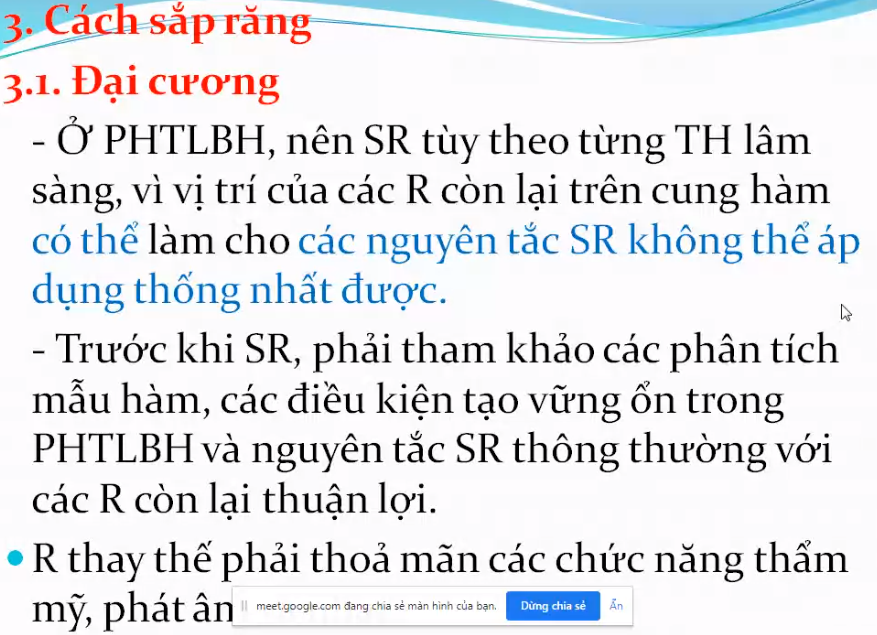 3. Cách sắp răng
3.1. Đại cương
- Ở PHTLBH, nên SR tùy theo từng TH lâm
sàng, vì vị trí của các R còn lại trên cung hàm
có thể làm cho các nguyên tắc SR không thể áp
dụng thống nhất được.
- Trước khi SR, phải tham khảo các phân tích
mẫu hàm, các điều kiện tạo vững ổn trong
PHTLBH và nguyên tắc SR thông thường với
các R còn lại thuận lợi.
• R thay thế phải thoả mãn các chức năng thẩm
mỹ, phát ân
meet.google.com đang chia sẻ màn hình của bạn. Dừng chia sẻ Ẩn